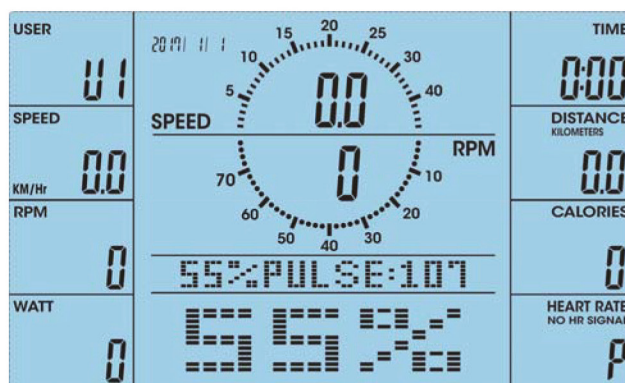 USER
U1
SPEED
KM/Hr
0.0
RPM
0
WATT
0
2017/ 1/ 1
5 10 15 20 25 30 40
SPEED
0.0
RPM
0
70 60 50 40 30 20 10
55%PULSE:107
55%
TIME
0:00
DISTANCE
KILOMETERS
0.0
CALORIES
0
HEART RATE
NO HR SIGNAL
P